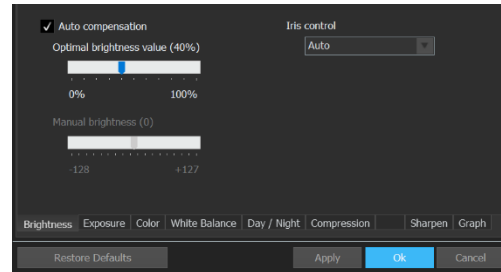 Auto compensation
Iris control
Optimal brightness value (40%)
Auto
0%
100%
Manual brightness (0)
-128
+127
Brightness Exposure Color White Balance Day / Night Compression Sharpen Graph
Restore Defaults Apply Ok Cancel